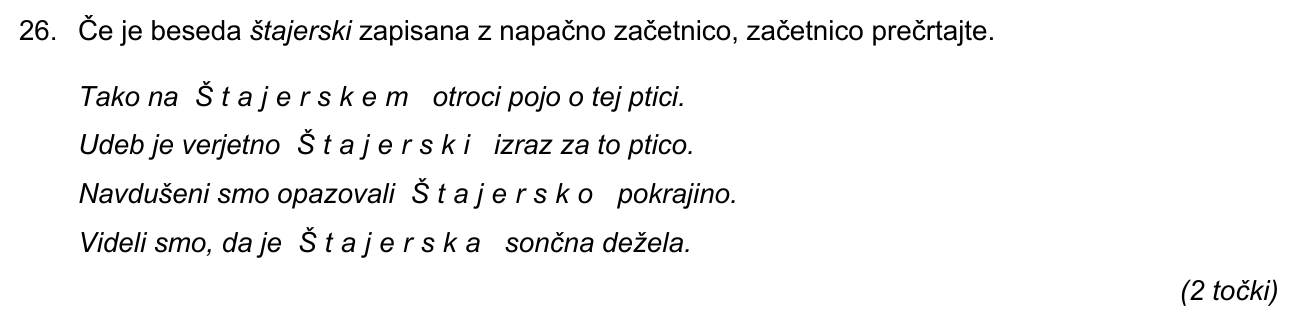 26. Če je beseda štajerski zapisana z napačno začetnico, začetnico prečrtajte.
Tako na Š t a j e r s k e m otroci pojo o tej ptici.
Udeb je verjetno Š t a j e r s k i izraz za to ptico.
Navdušeni smo opazovali Š t a j e r s k o pokrajino.
Videli smo, da je Š t a j e r s k a sončna dežela.
(2 točki)